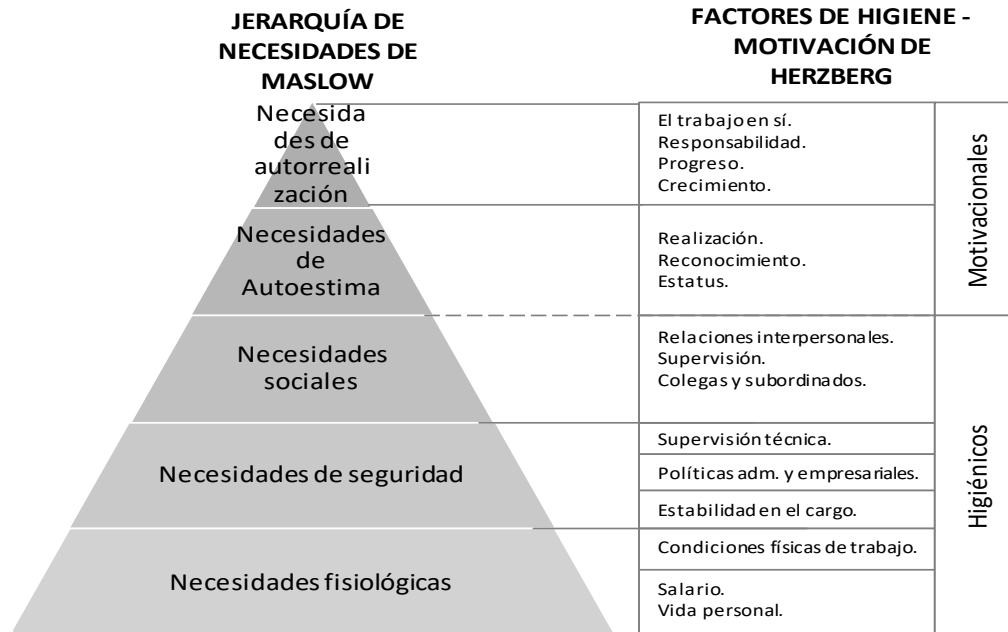 JERARQUÍA DE
NECESIDADES DE
MASLOW
Necesida
des de
autorreali
zación
Necesidades
de
Autoestima
Necesidades
sociales
Necesidades de seguridad
Necesidades fisiológicas
FACTORES DE HIGIENE -
MOTIVACIÓN DE
HERZBERG
El trabajo en sí.
Responsabilidad.
Progreso.
Crecimiento.
Realización.
Reconocimiento.
Estatus.
Relaciones interpersonales.
Supervisión.
Colegas y subordinados.
Supervisión técnica.
Políticas adm. y empresariales.
Estabilidad en el cargo.
Condiciones físicas de trabajo.
Salario.
Vida personal.
Motivacionales
Higiénicos